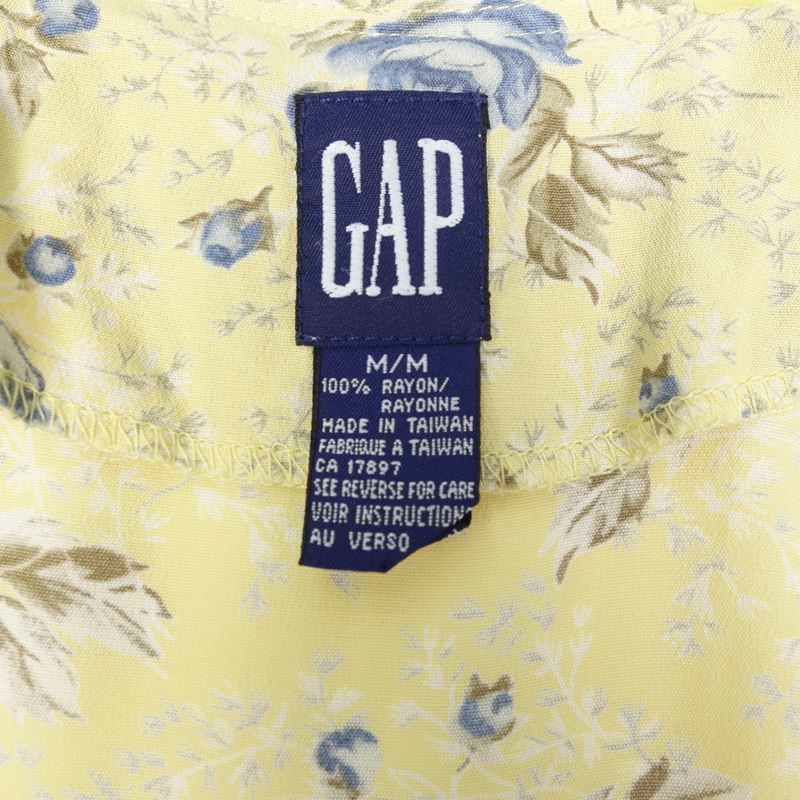 GAP
M/M
100% RAYON/
RAYONNE
MADE IN TAIWAN
FABRIQUE A TAIWAN
CA 17897
SEE REVERSE FOR CARE
VOIR INSTRUCTION
AU VERSO